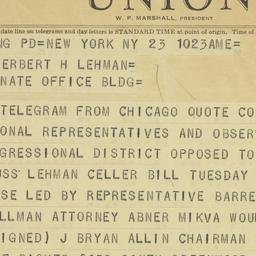 UNION
W. P. MARSHALL, PRESIDENT
date line on telegrams and day letters is STANDARD TIME at point of origin. Time of
NG PD=NEW YORK NY 23 1023AME=
ERBERT H LEHMAN=
NATE OFFICE BLDG=
TELEGRAM FROM CHICAGO QUOTE CO
ONAL REPRESENTATIVES AND OBSERV
GRESSIONAL DISTRICT OPPOSED TO
USS LEHMAN CELLER BILL TUESDAY
SE LED BY REPRESENTATIVE BARRE
LLMAN ATTORNEY ABNER MIKVA WOU
SIGNED) J BRYAN ALLIN CHAIRMAN